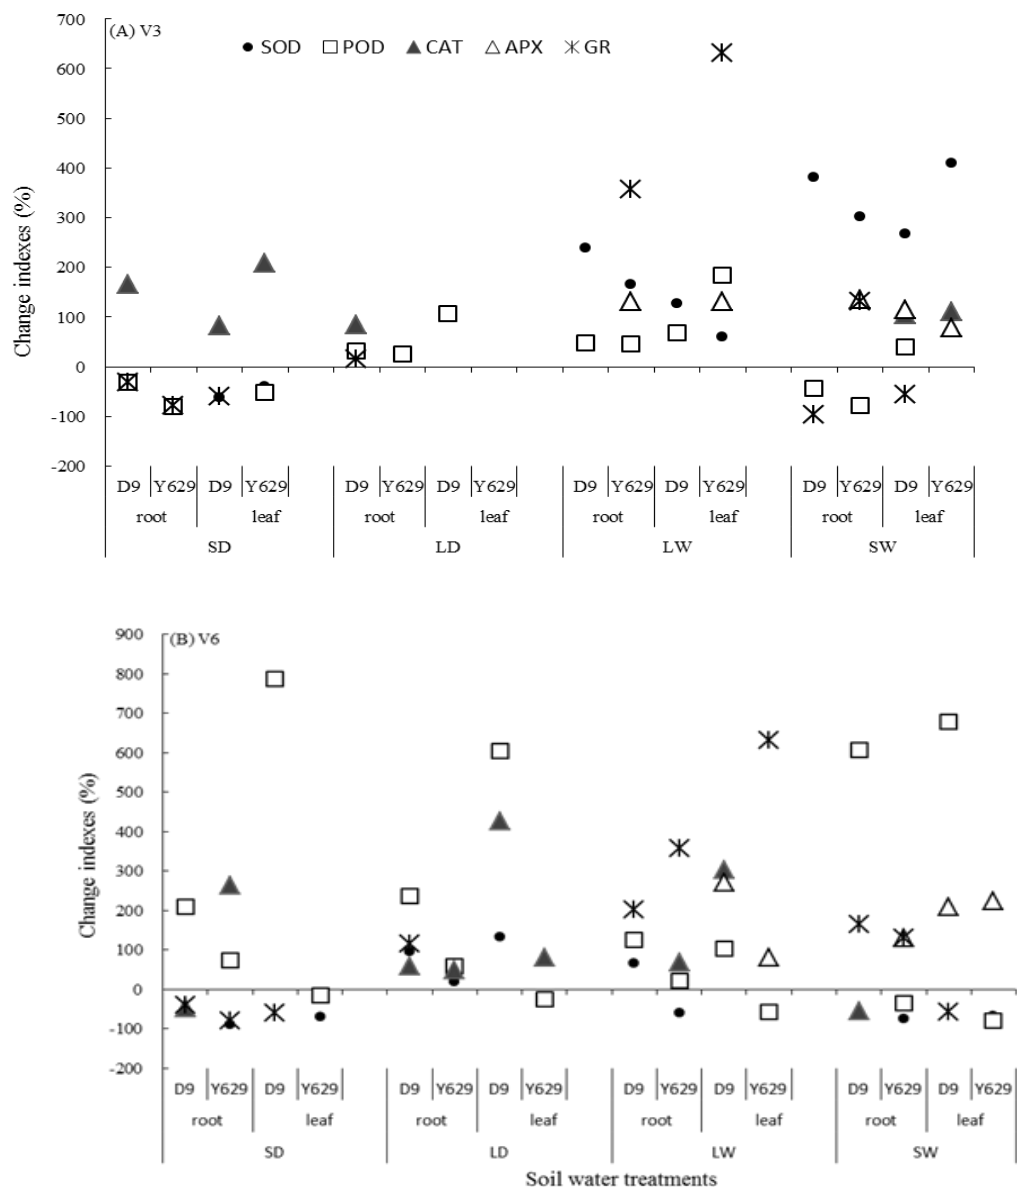 (A) V3
SOD POD CAT APX GR
Change indexes (%)
700
600
500
400
300
200
100
0
-100
-200
D9 Y629 D9 Y629 D9 Y629 D9 Y629 D9 Y629 D9 Y629 D9 Y629 D9 Y629
root leaf root leaf root leaf root leaf
SD LD LW SW
(B) V6
Change indexes (%)
900
800
700
600
500
400
300
200
100
0
-100
-200
D9 Y629 D9 Y629 D9 Y629 D9 Y629 D9 Y629 D9 Y629 D9 Y629 D9 Y629
root leaf root leaf root leaf root leaf
SD LD LW SW
Soil water treatments